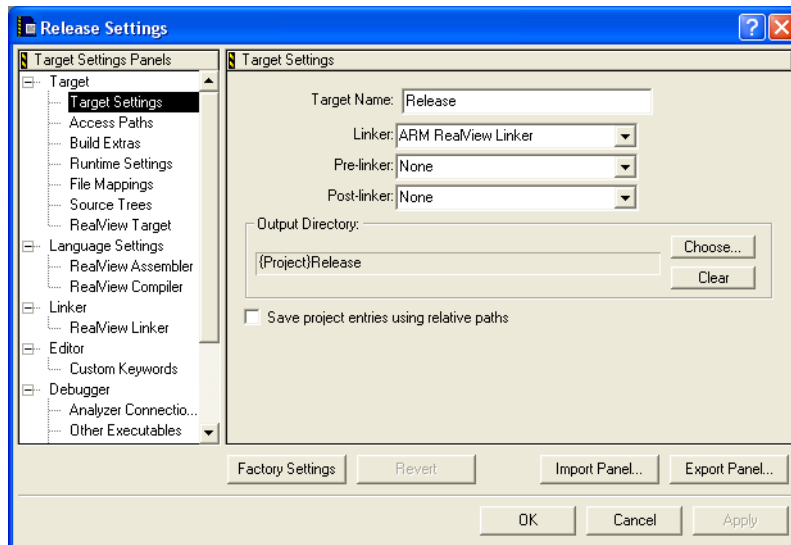 Release Settings
Target Settings Panels
Target
Target Settings
Access Paths
Build Extras
Runtime Settings
File Mappings
Source Trees
RealView Target
Language Settings
RealView Assembler
RealView Compiler
Linker
RealView Linker
Editor
Custom Keywords
Debugger
Analyzer Connectio...
Other Executables
Target Settings
Target Name: Release
Linker: ARM RealView Linker
Pre-linker: None
Post-linker: None
Output Directory:
{Project}Release
Choose...
Clear
Save project entries using relative paths
Factory Settings Revert Import Panel... Export Panel...
OK Cancel Apply